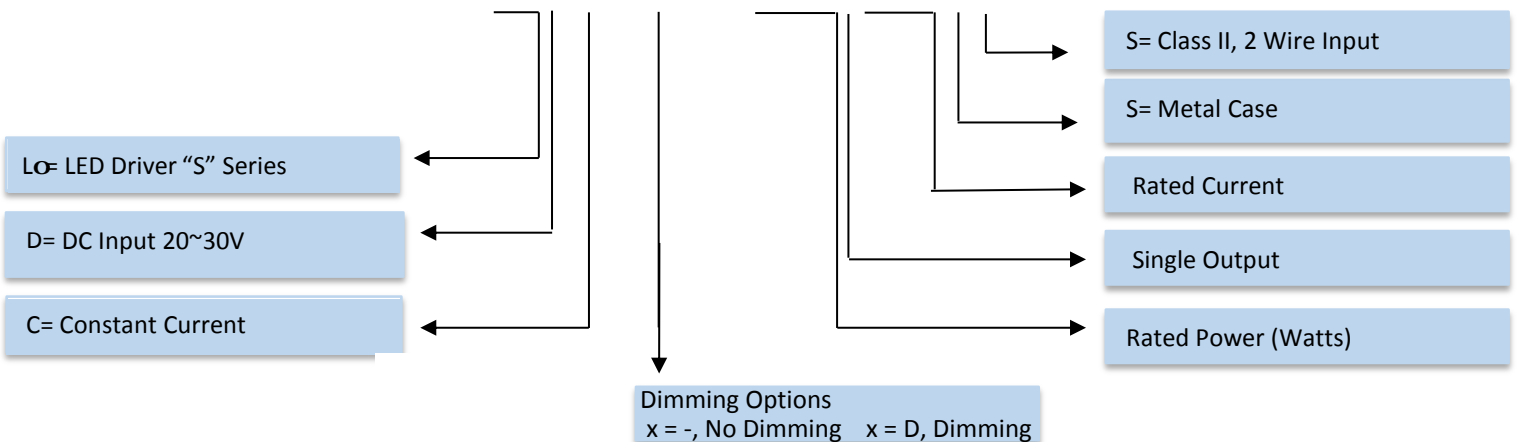 S= Class II, 2 Wire Input
S= Metal Case
LO= LED Driver “S” Series
Rated Current
D= DC Input 20~30V
Single Output
C= Constant Current
Rated Power (Watts)
Dimming Options
x = -, No Dimming x = D, Dimming